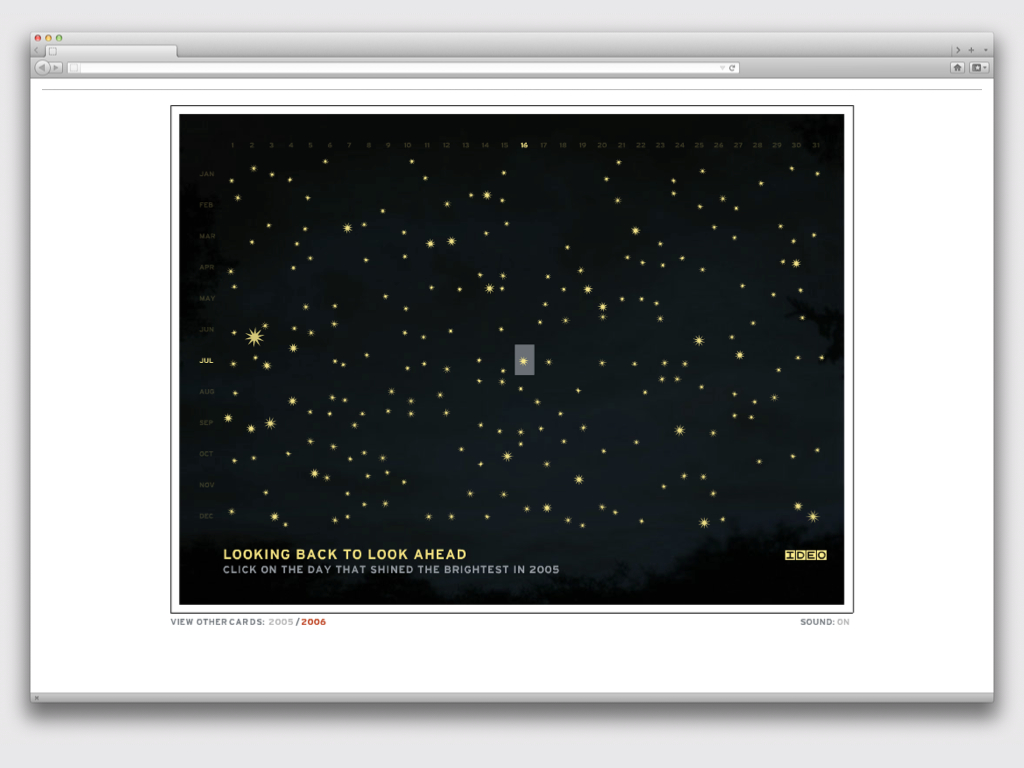 1 2 3 4 5 6 7 8 9 10 11 12 13 14 15 16 17 18 19 20 21 22 23 24 25 26 27 28 29 30 31
JAN
FEB
MAR
APR
MAY
JUN
JUL
AUG
SEP
OCT
NOV
DEC
LOOKING BACK TO LOOK AHEAD
IDEO
CLICK ON THE DAY THAT SHINED THE BRIGHTEST IN 2005
VIEW OTHER CARDS: 2005 / 2006
SOUND: ON